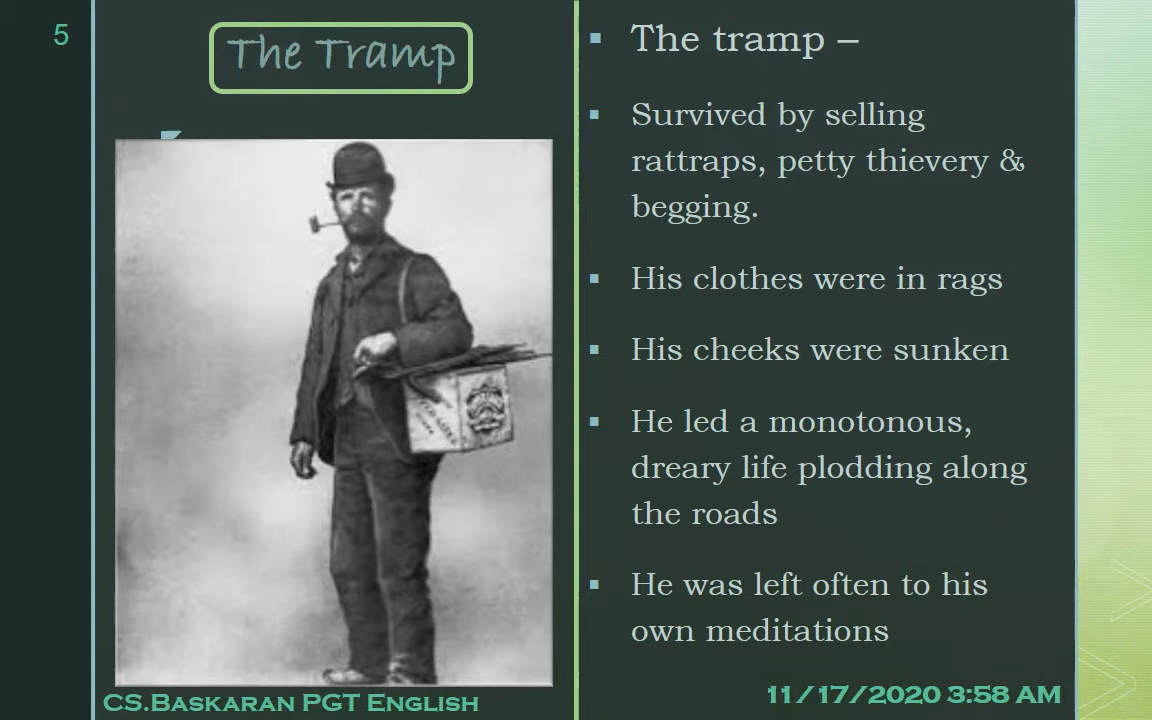 5
The Tramp
The tramp –
Survived by selling
rattraps, petty thievery &
begging.
His clothes were in rags
His cheeks were sunken
He led a monotonous,
dreary life plodding along
the roads
He was left often to his
own meditations
CS.Baskaran PGT English
11/17/2020 3:58 AM